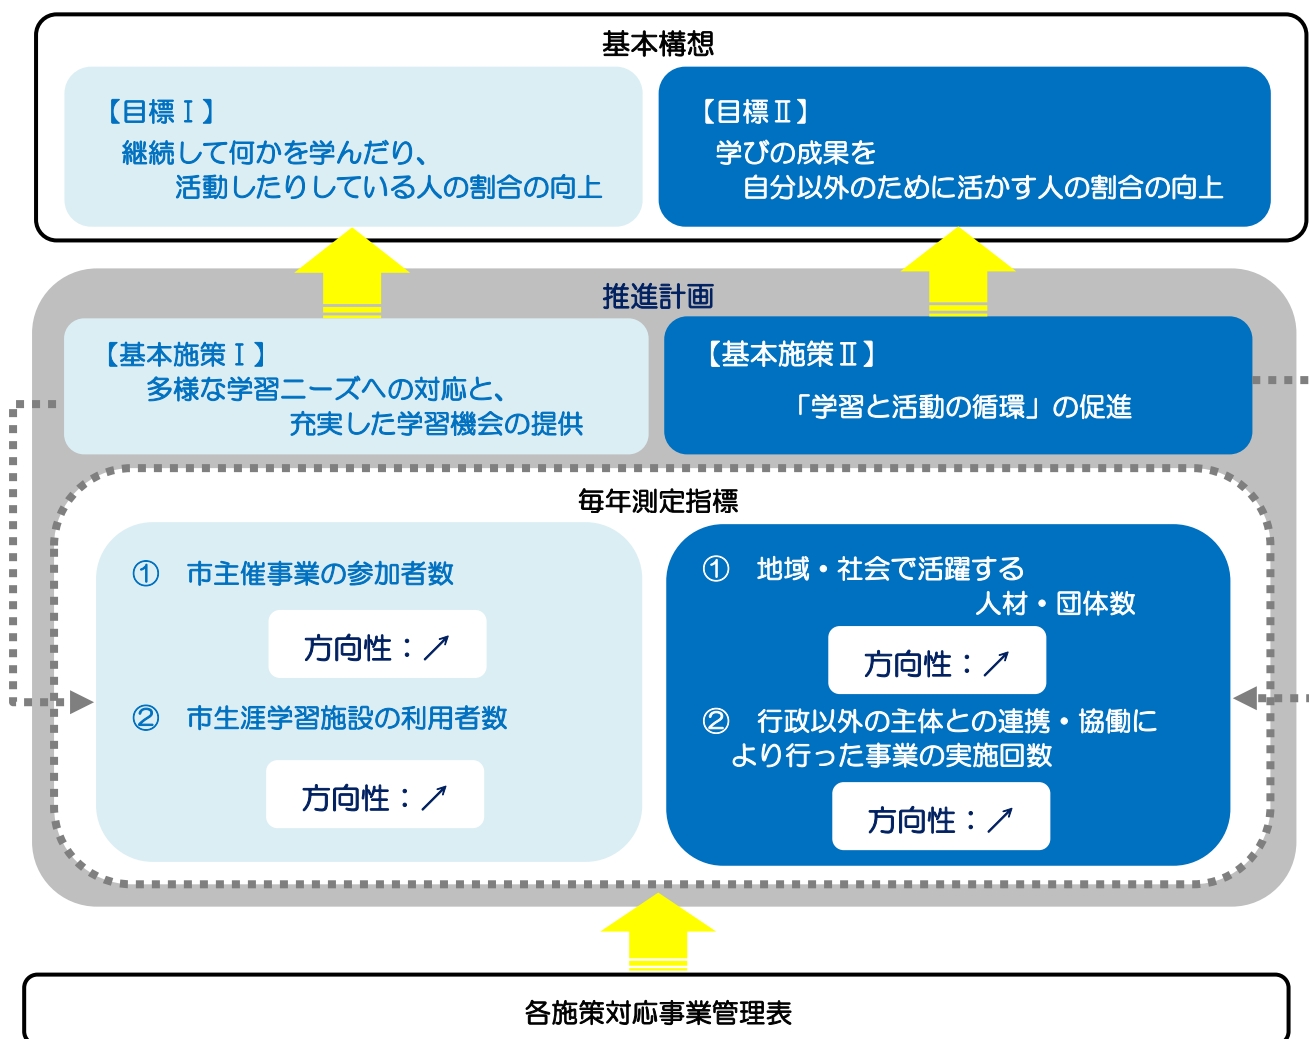 基本構想
【目標Ⅰ】
継続して何かを学んだり、
活動したりしている人の割合の向上
【目標Ⅱ】
学びの成果を
自分以外のために活かす人の割合の向上
推進計画
【基本施策Ⅰ】
多様な学習ニーズへの対応と、
充実した学習機会の提供
【基本施策Ⅱ】
「学習と活動の循環」の促進
毎年測定指標
①　市主催事業の参加者数
方向性：↗
②　市生涯学習施設の利用者数
方向性：↗
①　地域・社会で活躍する
人材・団体数
方向性：↗
②　行政以外の主体との連携・協働に
より行った事業の実施回数
方向性：↗
各施策対応事業管理表